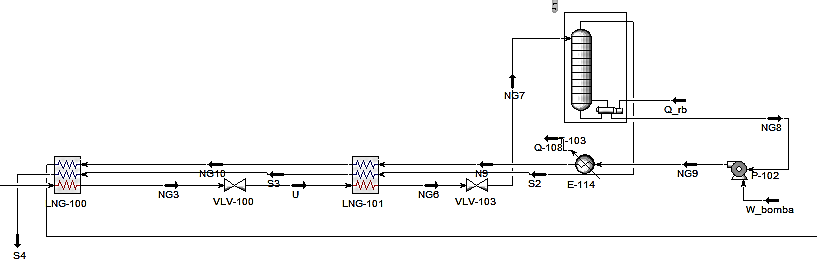 NG7
Q_rb
NG8
T-103
Q-108
NG10
S3
N9
S2
E-114
NG9
P-102
W_bomba
LNG-100
NG3
VLV-100
U
LNG-101
NG6
VLV-103
S4